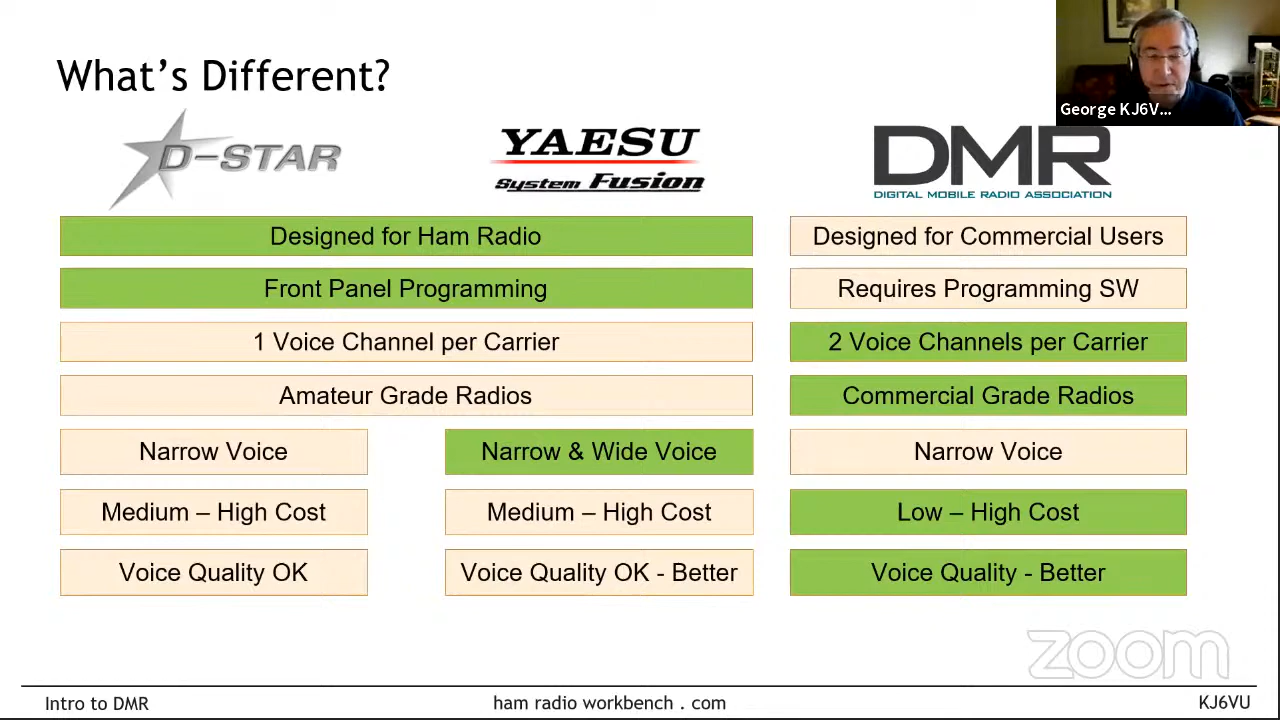 What's Different?
George KJ6V...
D-STAR
YAESU
System Fusion
DMR
DIGITAL MOBILE RADIO ASSOCIATION
Designed for Ham Radio
Designed for Commercial Users
Front Panel Programming
Requires Programming SW
1 Voice Channel per Carrier
2 Voice Channels per Carrier
Amateur Grade Radios
Commercial Grade Radios
Narrow Voice
Narrow & Wide Voice
Narrow Voice
Medium – High Cost
Medium – High Cost
Low – High Cost
Voice Quality OK
Voice Quality OK - Better
Voice Quality - Better
zoom
Intro to DMR
ham radio workbench . com
KJ6VU